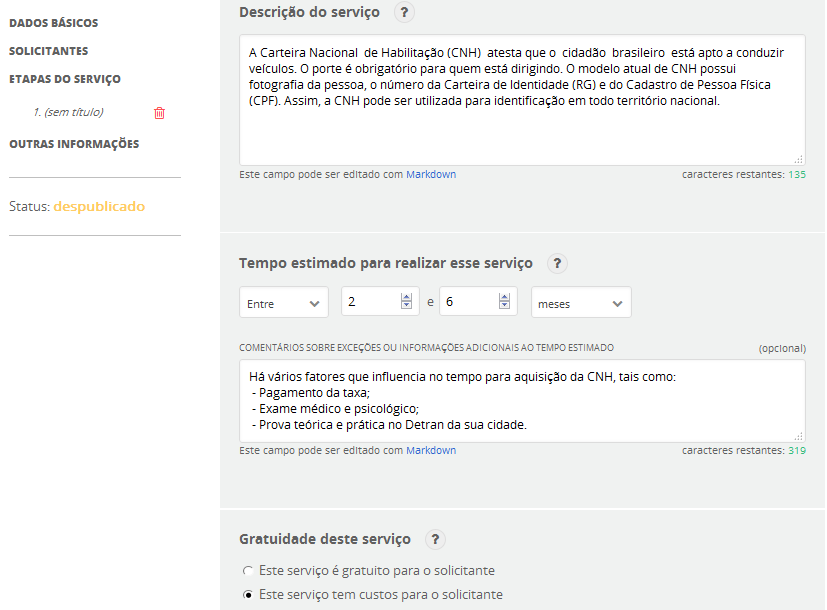 DADOS BÁSICOS
SOLICITANTES
ETAPAS DO SERVIÇO
1. (sem título)
OUTRAS INFORMAÇÕES
Status: despublicado
Descrição do serviço ?
A Carteira Nacional de Habilitação (CNH) atesta que o cidadão brasileiro está apto a conduzir
veículos. O porte é obrigatório para quem está dirigindo. O modelo atual de CNH possui
fotografia da pessoa, o número da Carteira de Identidade (RG) e do Cadastro de Pessoa Física
(CPF). Assim, a CNH pode ser utilizada para identificação em todo território nacional.
Este campo pode ser editado com Markdown caracteres restantes: 135
Tempo estimado para realizar esse serviço ?
Entre 2 e 6 meses
COMENTÁRIOS SOBRE EXCEÇÕES OU INFORMAÇÕES ADICIONAIS AO TEMPO ESTIMADO (opcional)
Há vários fatores que influencia no tempo para aquisição da CNH, tais como:
- Pagamento da taxa;
- Exame médico e psicológico;
- Prova teórica e prática no Detran da sua cidade.
Este campo pode ser editado com Markdown caracteres restantes: 319
Gratuidade deste serviço ?
Este serviço é gratuito para o solicitante
Este serviço tem custos para o solicitante